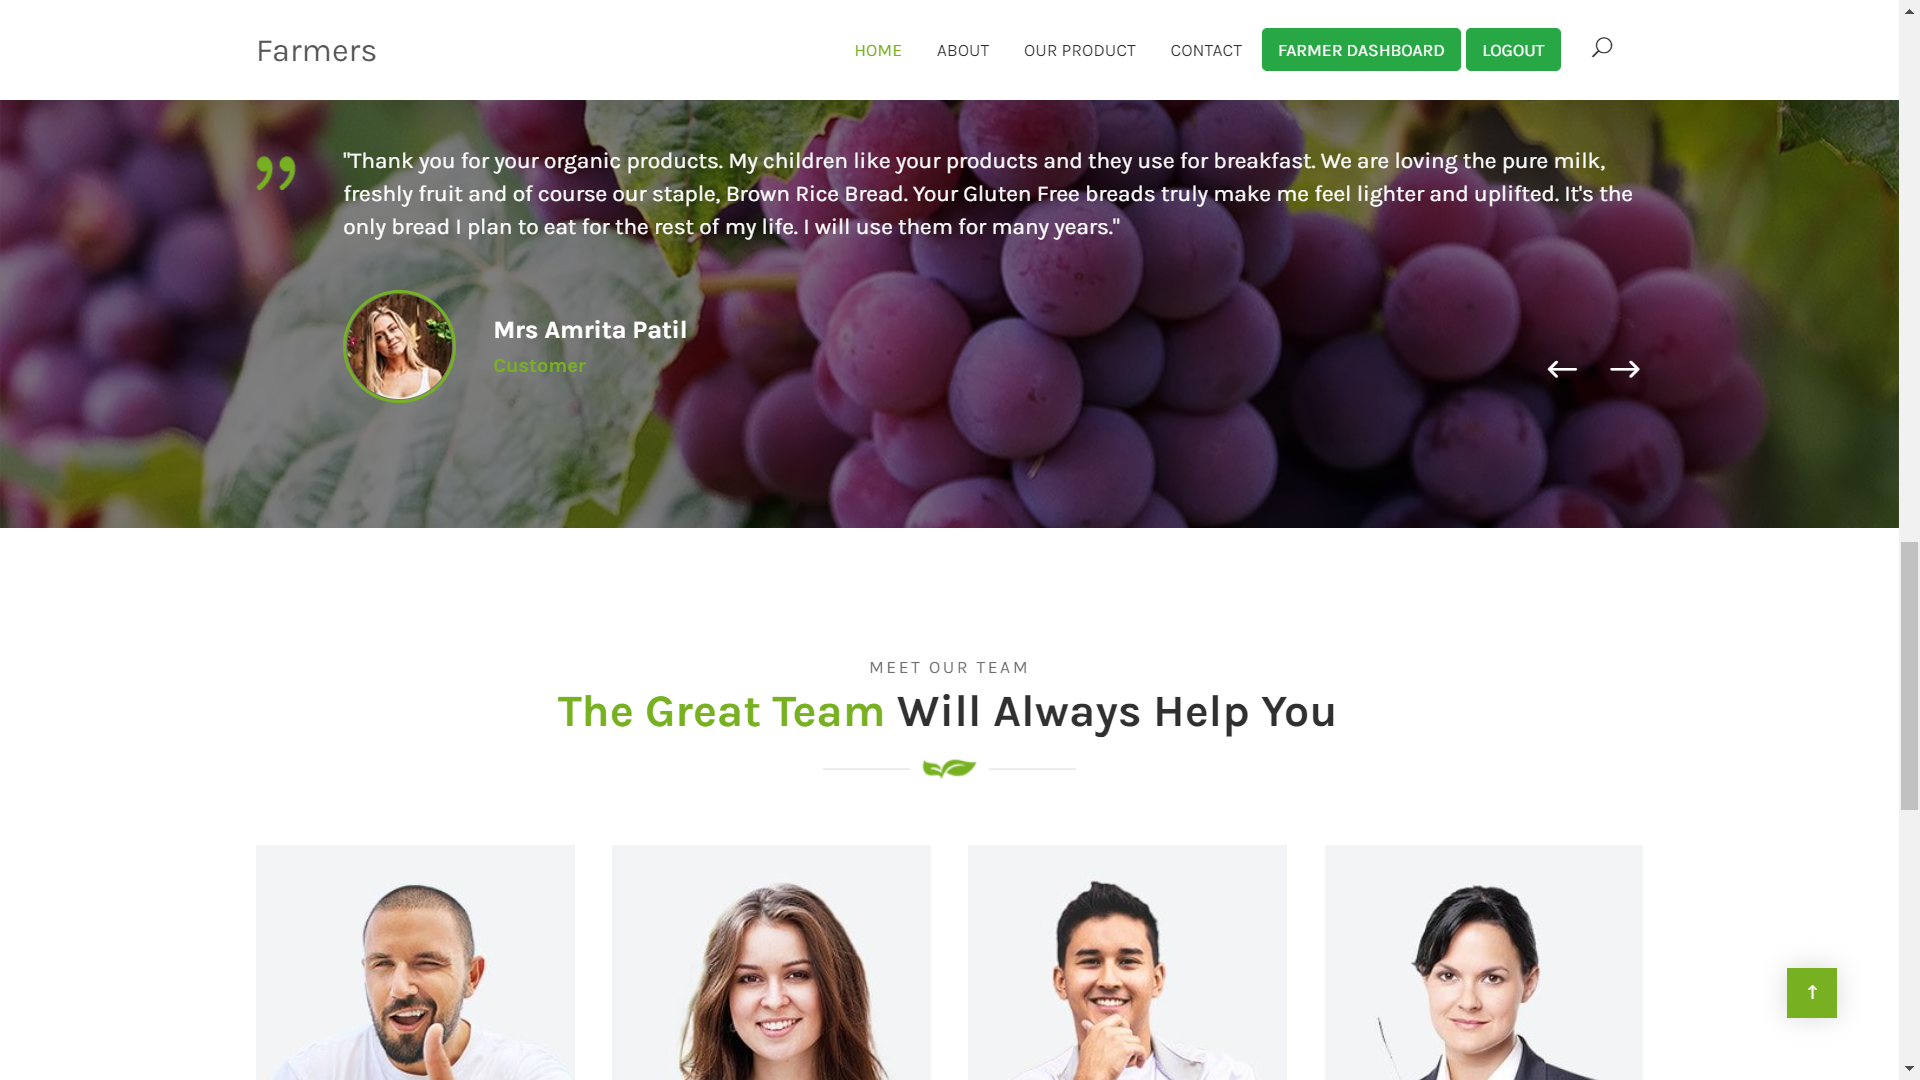 Farmers
HOME
ABOUT
OUR PRODUCT
CONTACT
FARMER DASHBOARD
LOGOUT
"Thank you for your organic products. My children like your products and they use for breakfast. We are loving the pure milk,
freshly fruit and of course our staple, Brown Rice Bread. Your Gluten Free breads truly make me feel lighter and uplifted. It's the
only bread I plan to eat for the rest of my life. I will use them for many years."
Mrs Amrita Patil
Customer
MEET OUR TEAM
The Great Team Will Always Help You